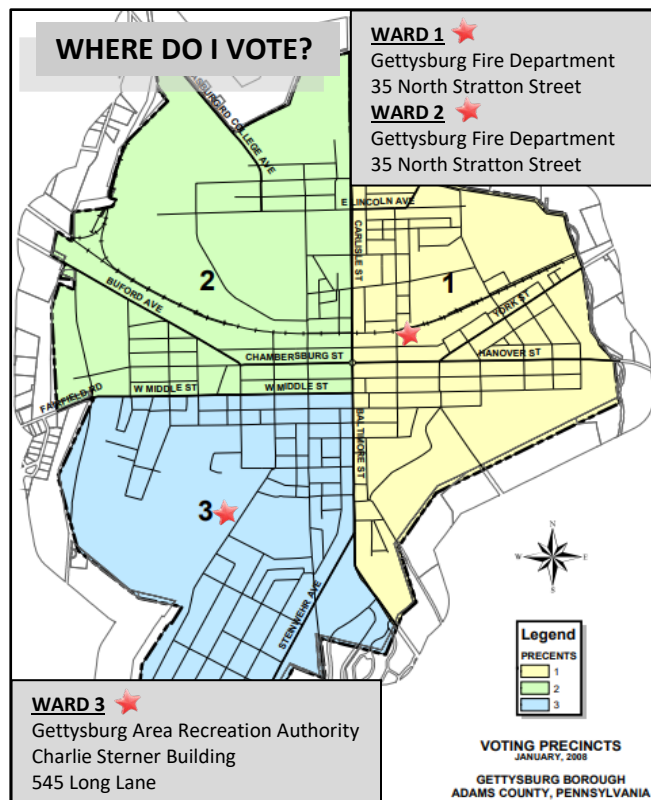 WHERE DO I VOTE?
WARD 1
Gettysburg Fire Department
35 North Stratton Street
WARD 2
Gettysburg Fire Department
35 North Stratton Street
COLLEGE AVE
E LINCOLN AVE
CARLISLE ST
2
1
BUFORD AVE
YORK ST
CHAMBERSBURG ST
HANOVER ST
W MIDDLE ST
W MIDDLE ST
FAIRFIELD RD
BALTIMORE ST
3
STEINWEHR AVE
N
W
E
S
Legend
PRECENTS
1
2
3
WARD 3
Gettysburg Area Recreation Authority
Charlie Sterner Building
545 Long Lane
VOTING PRECINCTS
JANUARY, 2008
GETTYSBURG BOROUGH
ADAMS COUNTY, PENNSYLVANIA